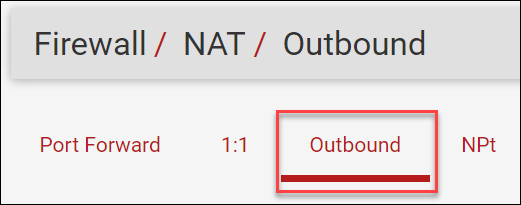 Firewall / NAT / Outbound
Port Forward 1:1 Outbound NPt